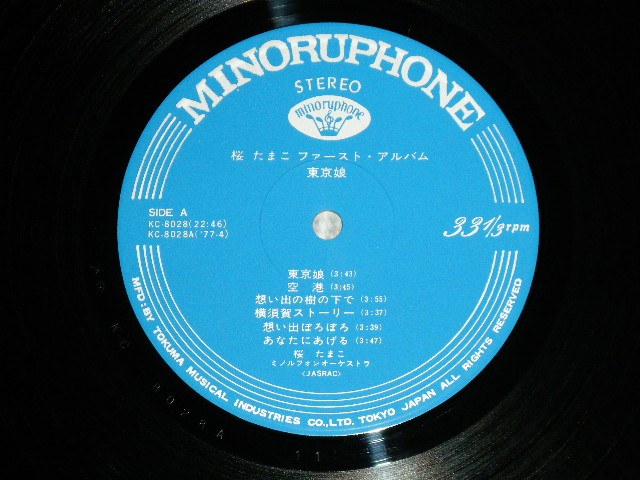 MINORUPHONE
STEREO
minoruphone
桜 たまこ ファースト・アルバム
東京娘
SIDE A
KC-8028(22:46)
KC-8028A('77-4)
33 1/3 rpm
東京娘(3:43)
空 港(3:45)
想い出の樹の下で(3:55)
横須賀ストーリー(3:37)
想い出ぼろぼろ(3:39)
あなたにあげる(3:47)
桜 たまこ
ミノルフォンオーケストラ
(JASRAC)
MFD: BY TOKUMA MUSICAL INDUSTRIES CO., LTD. TOKYO JAPAN ALL RIGHTS RESERVED
8028A